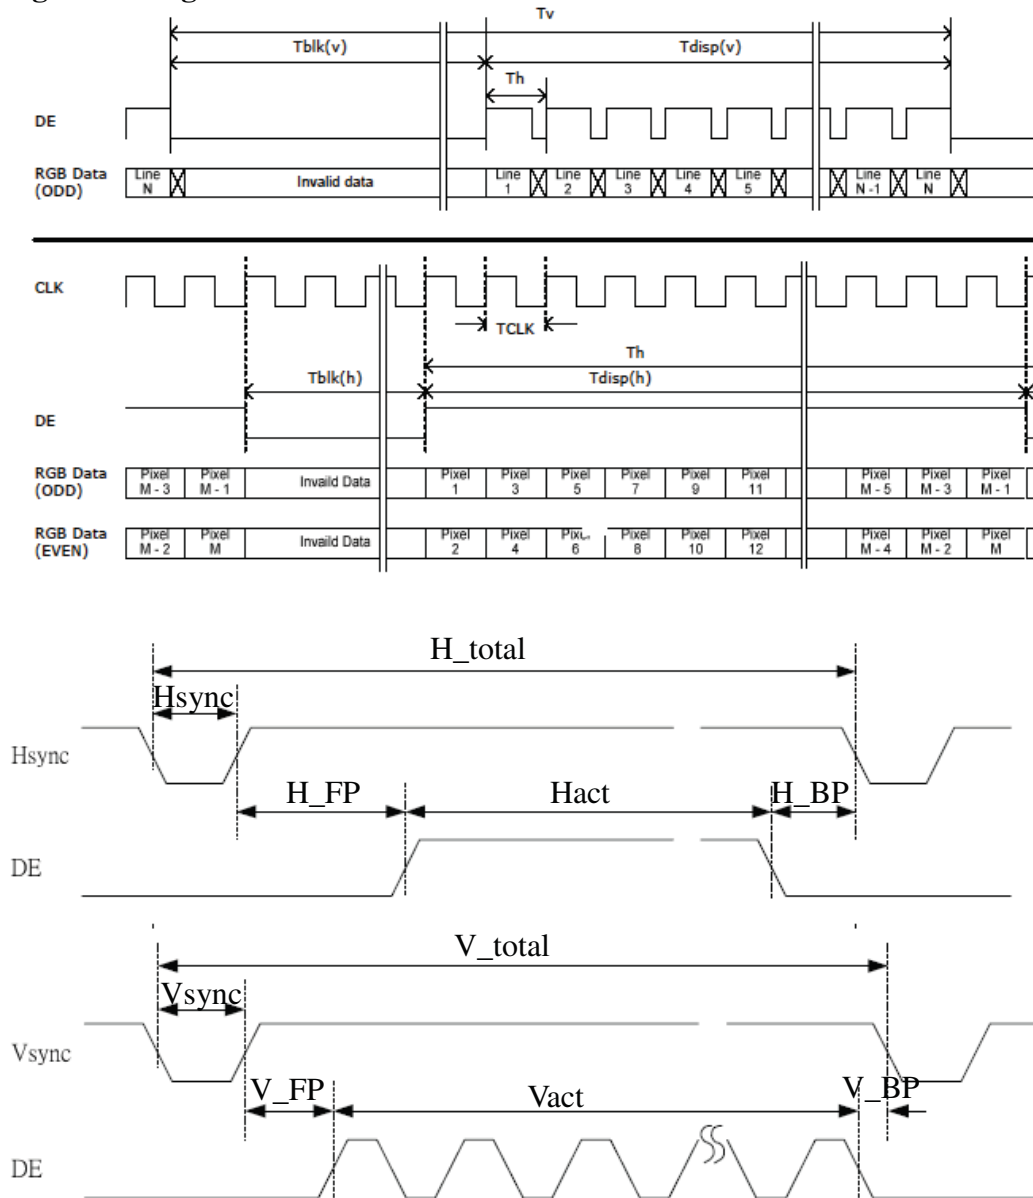 Tv
Tblk(v)
Tdisp(v)
Th
DE
RGB Data
(ODD)
Line
N
Invalid data
Line
1
Line
2
Line
3
Line
4
Line
5
Line
N -1
Line
N
CLK
TCLK
Th
Tblk(h)
Tdisp(h)
DE
RGB Data
(ODD)
Pixel
M - 3
Pixel
M - 1
Invaild Data
Pixel
1
Pixel
3
Pixel
5
Pixel
7
Pixel
9
Pixel
11
Pixel
M - 5
Pixel
M - 3
Pixel
M - 1
RGB Data
(EVEN)
Pixel
M - 2
Pixel
M
Invaild Data
Pixel
2
Pixel
4
6
Pixel
8
Pixel
10
Pixel
12
Pixel
M - 4
Pixel
M - 2
Pixel
M
H_total
Hsync
Hsync
H_FP
Hact
H_BP
DE
V_total
Vsync
Vsync
V_FP
Vact
V_BP
DE